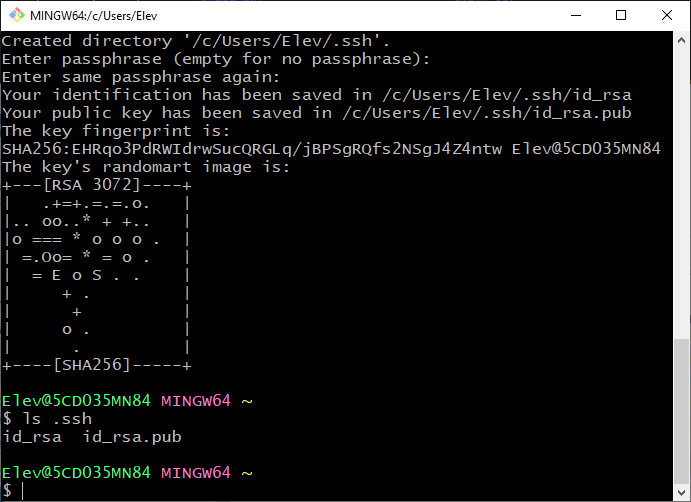 MINGW64:/c/Users/Elev
Created directory '/c/Users/Elev/.ssh'.
Enter passphrase (empty for no passphrase):
Enter same passphrase again:
Your identification has been saved in /c/Users/Elev/.ssh/id_rsa
Your public key has been saved in /c/Users/Elev/.ssh/id_rsa.pub
The key fingerprint is:
SHA256:EHRqo3PdRWIdrwSucQRGLq/jBPSgRQfs2NSgJ4Z4ntw Elev@5CD035MN84
The key's randomart image is:
+---[RSA 3072]----+
|   .+=+.=.=.o.   |
|.. oo..* + +..   |
|o === * o o o .  |
| =.Oo= * = o .   |
|  = E o S . .    |
|     + .         |
|      +          |
|     o .         |
|      .          |
+----[SHA256]-----+
Elev@5CD035MN84 MINGW64 ~
$ ls .ssh
id_rsa  id_rsa.pub
Elev@5CD035MN84 MINGW64 ~
$